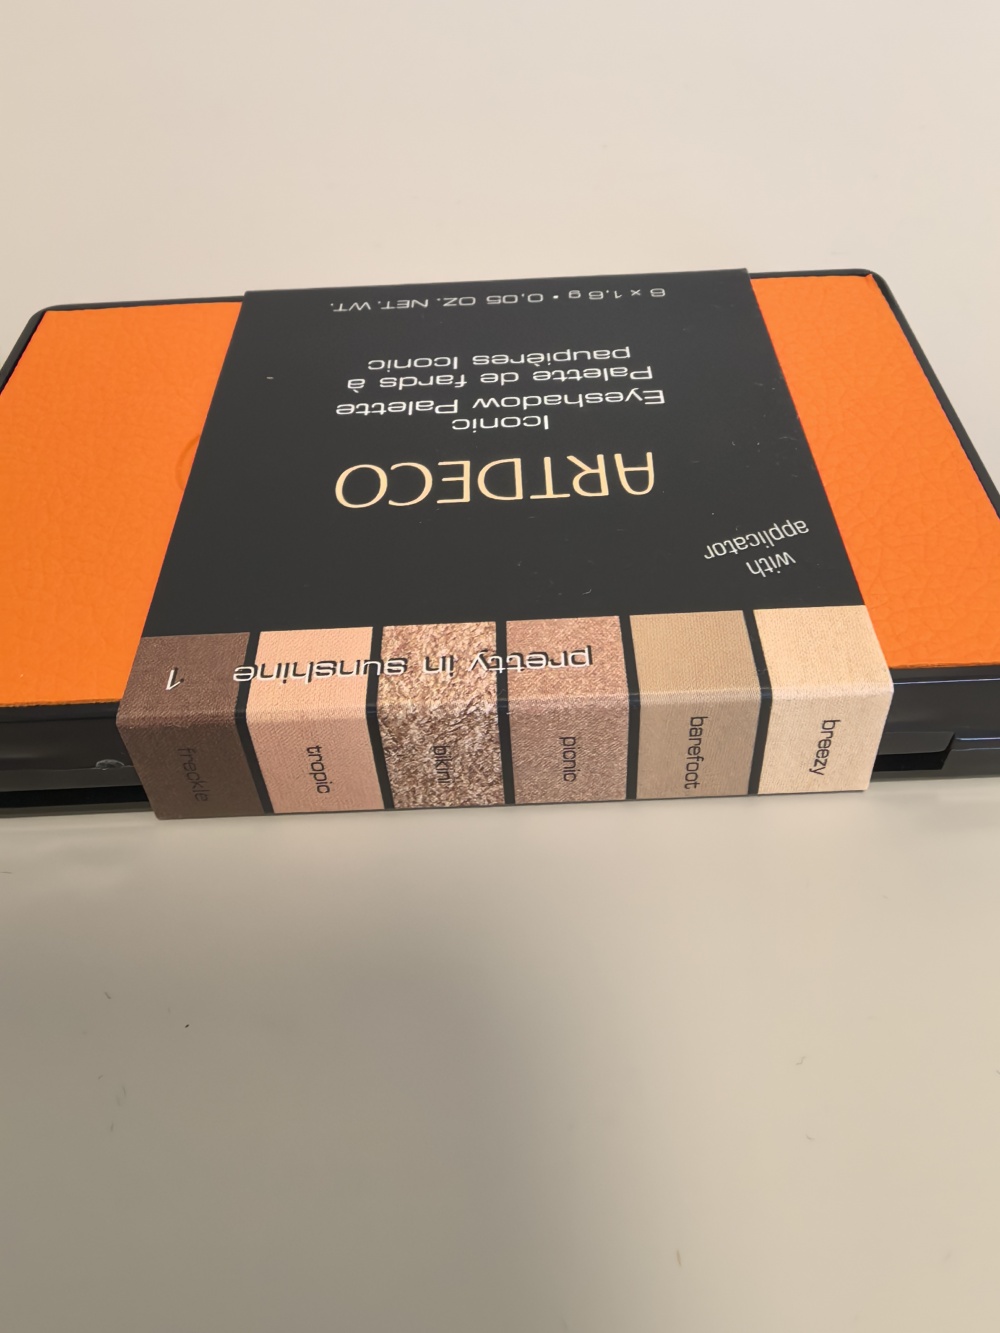 with
applicator
ARTDECO
Iconic
Eyeshadow Palette
Palette de fards à
paupières Iconic
6 x 1,6 g • 0,05 OZ. NET. WT.
pretty in sunshine
1
breezy
barefoot
picnic
bikini
tropic
freckle